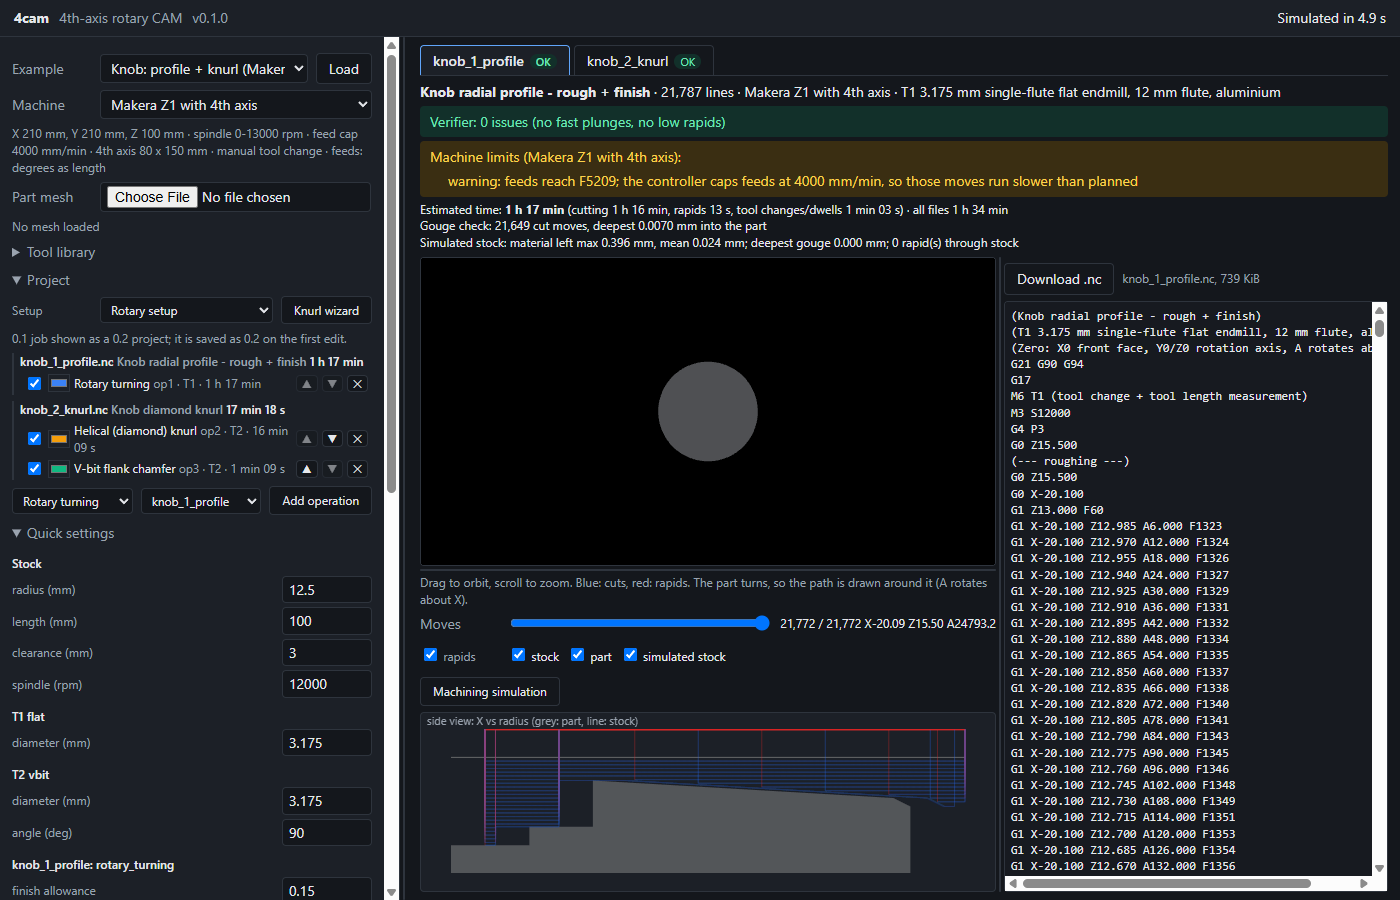 4cam 4th-axis rotary CAM v0.1.0
Simulated in 4.9 s
Example
Knob: profile + knurl (Maker
Load
Machine
Makera Z1 with 4th axis
X 210 mm, Y 210 mm, Z 100 mm · spindle 0-13000 rpm · feed cap
4000 mm/min · 4th axis 80 x 150 mm · manual tool change · feeds:
degrees as length
Part mesh
Choose File No file chosen
No mesh loaded
Tool library
Project
Setup
Rotary setup
Knurl wizard
0.1 job shown as a 0.2 project; it is saved as 0.2 on the first edit.
knob_1_profile.nc Knob radial profile - rough + finish 1 h 17 min
Rotary turning op1 · T1 · 1 h 17 min
knob_2_knurl.nc Knob diamond knurl 17 min 18 s
Helical (diamond) knurl op2 · T2 · 16 min
09 s
V-bit flank chamfer op3 · T2 · 1 min 09 s
Rotary turning
knob_1_profile
Add operation
Quick settings
Stock
radius (mm)
12.5
length (mm)
100
clearance (mm)
3
spindle (rpm)
12000
T1 flat
diameter (mm)
3.175
T2 vbit
diameter (mm)
3.175
angle (deg)
90
knob_1_profile: rotary_turning
finish allowance
0.15
knob_1_profile OK
knob_2_knurl OK
Knob radial profile - rough + finish · 21,787 lines · Makera Z1 with 4th axis · T1 3.175 mm single-flute flat endmill, 12 mm flute, aluminium
Verifier: 0 issues (no fast plunges, no low rapids)
Machine limits (Makera Z1 with 4th axis):
warning: feeds reach F5209; the controller caps feeds at 4000 mm/min, so those moves run slower than planned
Estimated time: 1 h 17 min (cutting 1 h 16 min, rapids 13 s, tool changes/dwells 1 min 03 s) · all files 1 h 34 min
Gouge check: 21,649 cut moves, deepest 0.0070 mm into the part
Simulated stock: material left max 0.396 mm, mean 0.024 mm; deepest gouge 0.000 mm; 0 rapid(s) through stock
Drag to orbit, scroll to zoom. Blue: cuts, red: rapids. The part turns, so the path is drawn around it (A rotates
about X).
Moves
21,772 / 21,772 X-20.09 Z15.50 A24793.2
rapids
stock
part
simulated stock
Machining simulation
side view: X vs radius (grey: part, line: stock)
Download .nc
knob_1_profile.nc, 739 KiB
(Knob radial profile - rough + finish)
(T1 3.175 mm single-flute flat endmill, 12 mm flute, al
(Zero: X0 front face, Y0/Z0 rotation axis, A rotates ab
G21 G90 G94
G17
M6 T1 (tool change + tool length measurement)
M3 S12000
G4 P3
G0 Z15.500
(--- roughing ---)
G0 Z15.500
G0 X-20.100
G1 Z13.000 F60
G1 X-20.100 Z12.985 A6.000 F1323
G1 X-20.100 Z12.970 A12.000 F1324
G1 X-20.100 Z12.955 A18.000 F1326
G1 X-20.100 Z12.940 A24.000 F1327
G1 X-20.100 Z12.925 A30.000 F1329
G1 X-20.100 Z12.910 A36.000 F1331
G1 X-20.100 Z12.895 A42.000 F1332
G1 X-20.100 Z12.880 A48.000 F1334
G1 X-20.100 Z12.865 A54.000 F1335
G1 X-20.100 Z12.850 A60.000 F1337
G1 X-20.100 Z12.835 A66.000 F1338
G1 X-20.100 Z12.820 A72.000 F1340
G1 X-20.100 Z12.805 A78.000 F1341
G1 X-20.100 Z12.790 A84.000 F1343
G1 X-20.100 Z12.775 A90.000 F1345
G1 X-20.100 Z12.760 A96.000 F1346
G1 X-20.100 Z12.745 A102.000 F1348
G1 X-20.100 Z12.730 A108.000 F1349
G1 X-20.100 Z12.715 A114.000 F1351
G1 X-20.100 Z12.700 A120.000 F1353
G1 X-20.100 Z12.685 A126.000 F1354
G1 X-20.100 Z12.670 A132.000 F1356